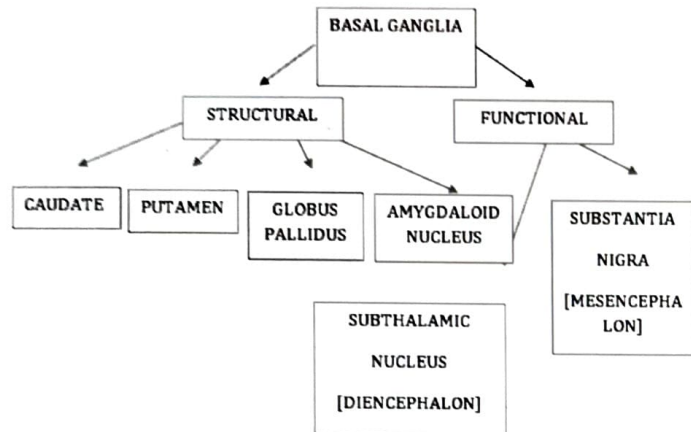 BASAL GANGLIA
STRUCTURAL
FUNCTIONAL
CAUDATE
PUTAMEN
GLOBUS
PALLIDUS
AMYGDALOID
NUCLEUS
SUBSTANTIA
NIGRA
[MESENCEPHA
LON]
SUBTHALAMIC
NUCLEUS
[DIENCEPHALON]